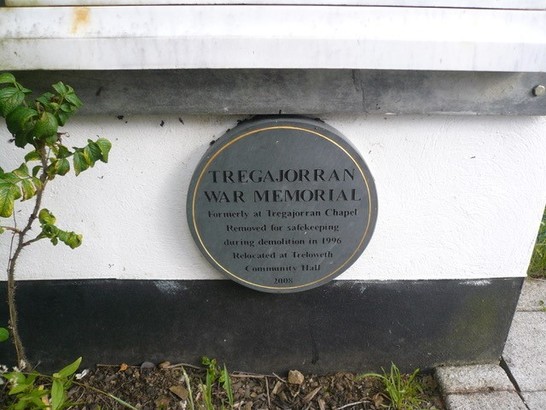 TREGAJORRAN
WAR MEMORIAL
Formerly at Tregajorran Chapel
Removed for safekeeping
during demolition in 1996
Relocated at Treloweth
Community Hall
2008